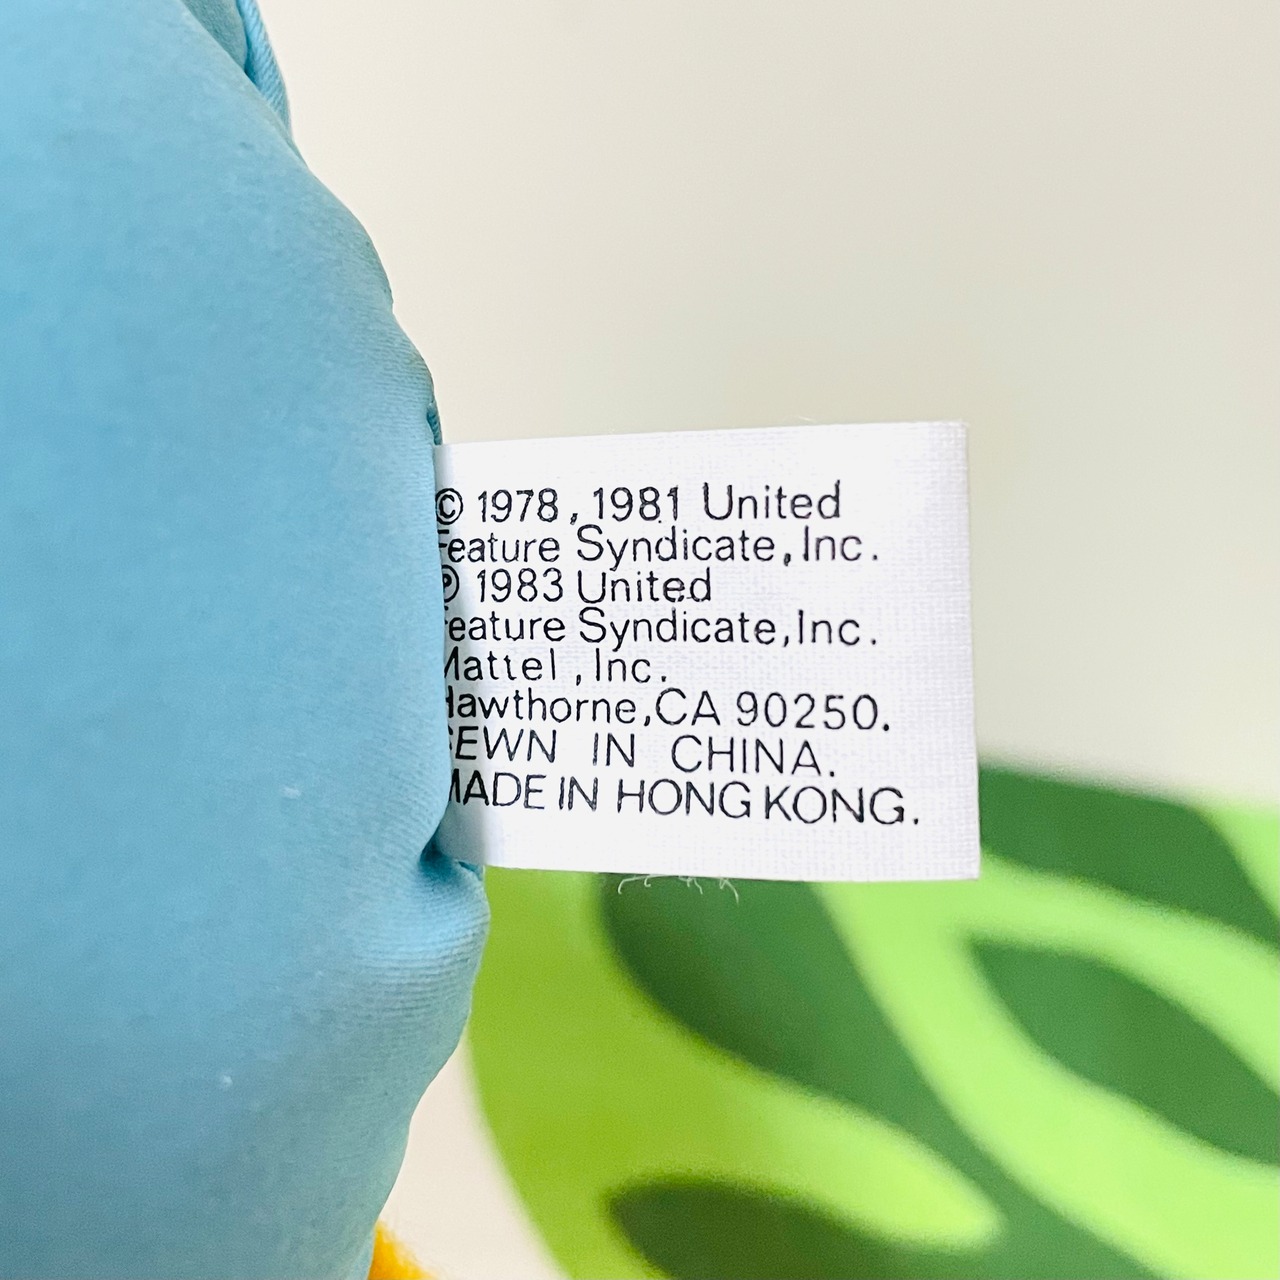 © 1978, 1981 United
Feature Syndicate, Inc.
℗ 1983 United
Feature Syndicate, Inc.
Mattel, Inc.
Hawthorne, CA 90250.
SEWN IN CHINA.
MADE IN HONG KONG.